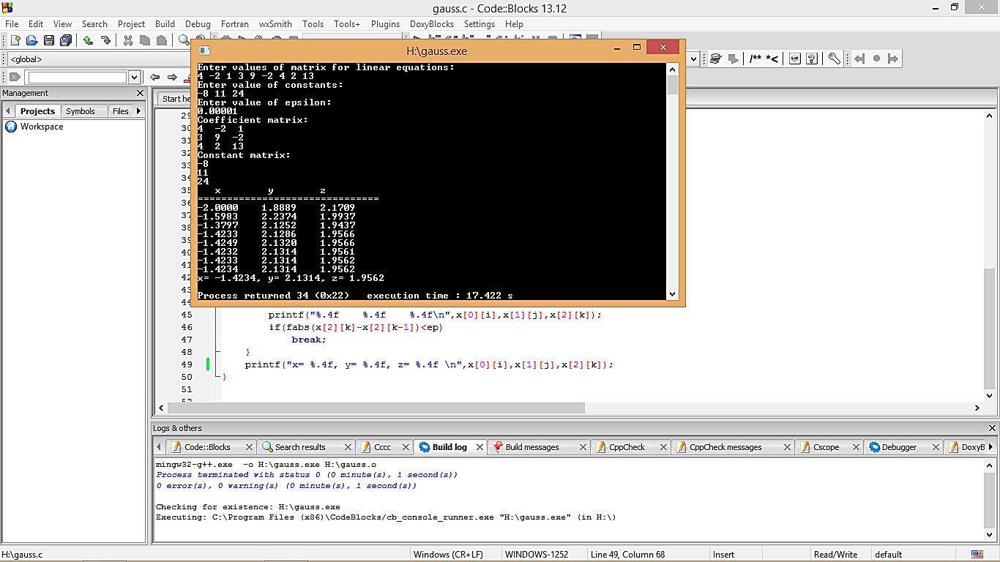 gauss.c - Code::Blocks 13.12
File Edit View Search Project Build Debug Fortran wxSmith Tools Tools+ Plugins DoxyBlocks Settings Help
<global>
/** *<
Management
Projects Symbols Files
Workspace
Start he
H:\gauss.exe
Enter values of matrix for linear equations:
4 -2 1 3 9 -2 4 2 13
Enter value of constants:
-8 11 24
Enter value of epsilon:
0.00001
Coefficient matrix:
4 -2 1
3 9 -2
4 2 13
Constant matrix:
-8
11
24
x y z
================================
-2.0000 1.8889 2.1709
-1.5983 2.2374 1.9937
-1.3797 2.1252 1.9437
-1.4233 2.1286 1.9566
-1.4249 2.1320 1.9566
-1.4232 2.1314 1.9561
-1.4233 2.1314 1.9562
-1.4234 2.1314 1.9562
x= -1.4234, y= 2.1314, z= 1.9562
Process returned 34 (0x22) execution time : 17.422 s
29
30
31
32
33
34
35
36
37
38
39
40
41
42
43
44
45 printf("%.4f %.4f %.4f\n",x[0][i],x[1][j],x[2][k]);
46 if(fabs(x[2][k]-x[2][k-1])<ep)
47 break;
48 }
49 printf("x= %.4f, y= %.4f, z= %.4f \n",x[0][i],x[1][j],x[2][k]);
50 }
51
52
Logs & others
Code::Blocks Search results Cccc Build log Build messages CppCheck CppCheck messages Cscope Debugger DoxyB
mingw32-g++.exe -o H:\gauss.exe H:\gauss.o
Process terminated with status 0 (0 minute(s), 1 second(s))
0 error(s), 0 warning(s) (0 minute(s), 1 second(s))
Checking for existence: H:\gauss.exe
Executing: C:\Program Files (x86)\CodeBlocks/cb_console_runner.exe "H:\gauss.exe" (in H:\)
H:\gauss.c Windows (CR+LF) WINDOWS-1252 Line 49, Column 68 Insert Read/Write default